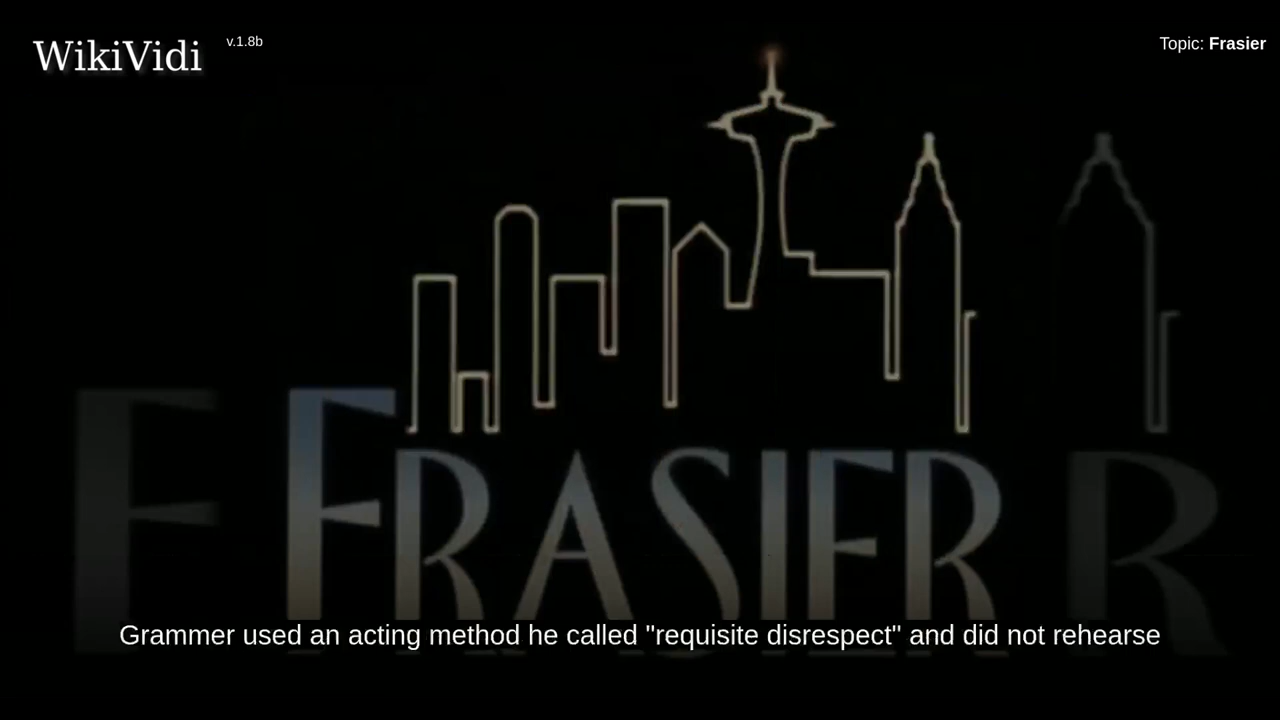 WikiVidi v.1.8b
Topic: Frasier
F FRASIER R
Grammer used an acting method he called "requisite disrespect" and did not rehearse